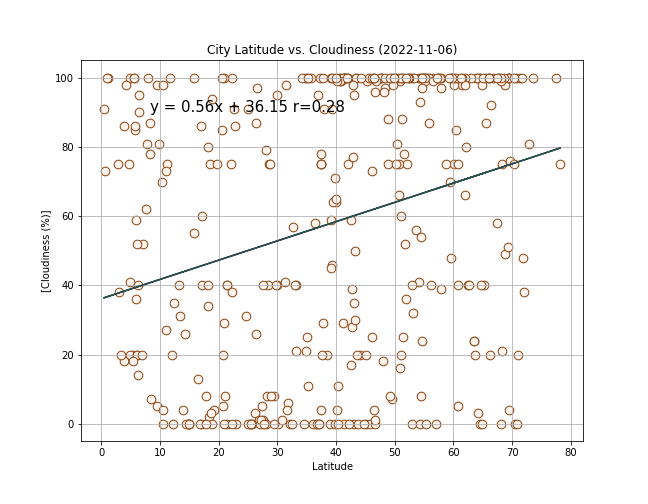 City Latitude vs. Cloudiness (2022-11-06)
100
80
60
40
20
0
[Cloudiness (%)]
y = 0.56x + 36.15 r=0.28
0 10 20 30 40 50 60 70 80
Latitude